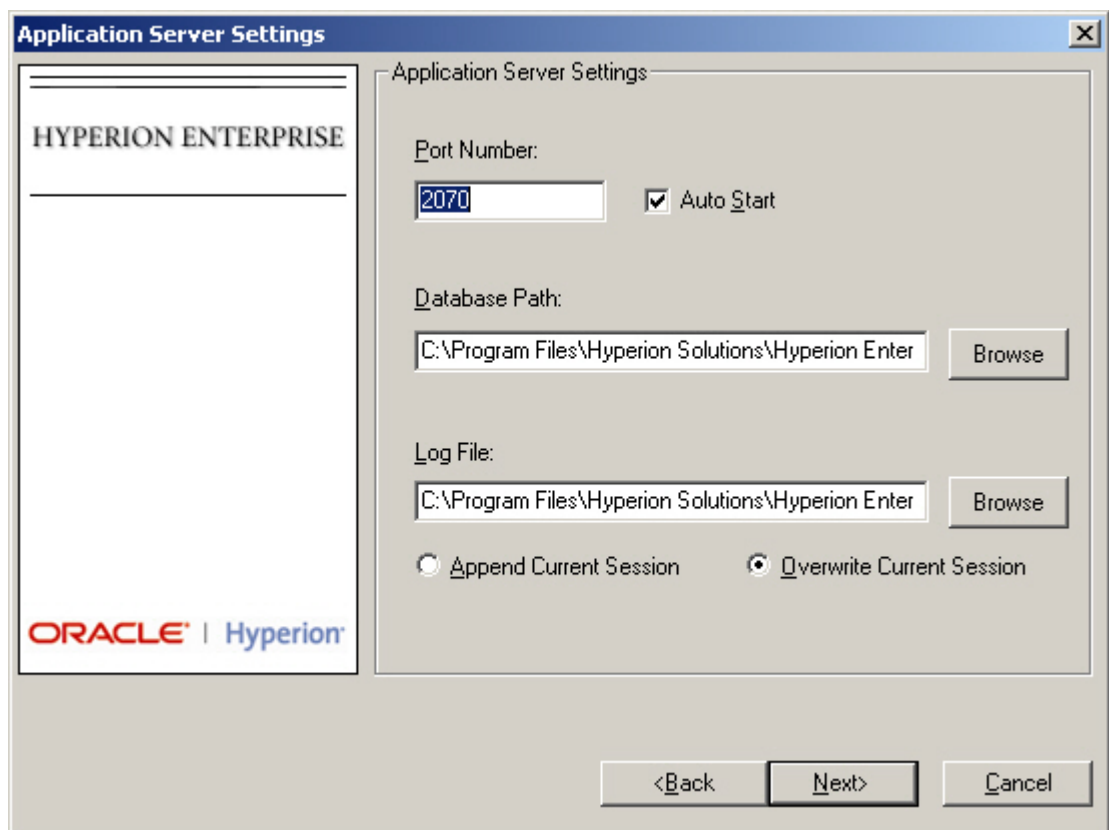 Application Server Settings
HYPERION ENTERPRISE
Application Server Settings
Port Number:
2070
Auto Start
Database Path:
C:\Program Files\Hyperion Solutions\Hyperion Enter
Browse
Log File:
C:\Program Files\Hyperion Solutions\Hyperion Enter
Browse
Append Current Session
Overwrite Current Session
ORACLE | Hyperion
<Back
Next>
Cancel